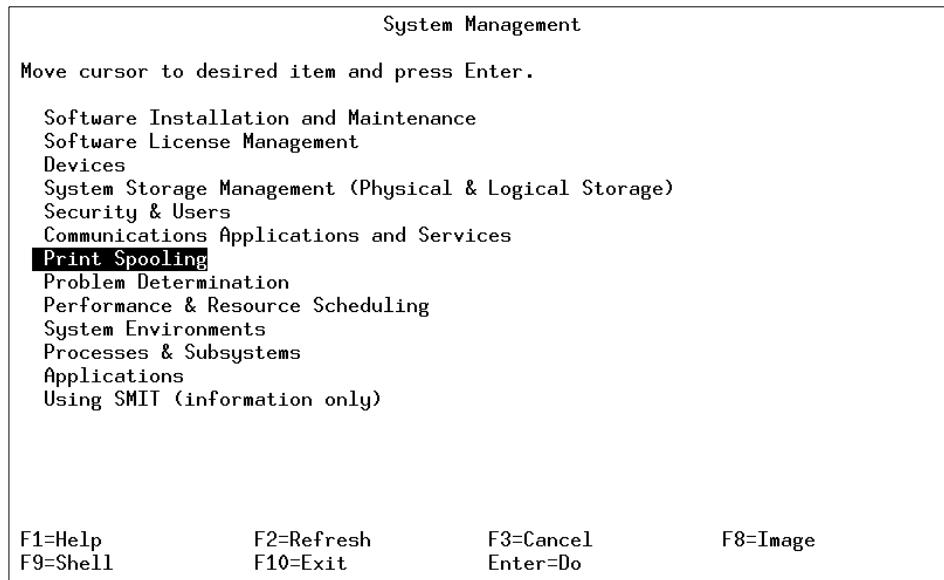 System Management
Move cursor to desired item and press Enter.
Software Installation and Maintenance
Software License Management
Devices
System Storage Management (Physical & Logical Storage)
Security & Users
Communications Applications and Services
Print Spooling
Problem Determination
Performance & Resource Scheduling
System Environments
Processes & Subsystems
Applications
Using SMIT (information only)
F1=Help F2=Refresh F3=Cancel F8=Image
F9=Shell F10=Exit Enter=Do